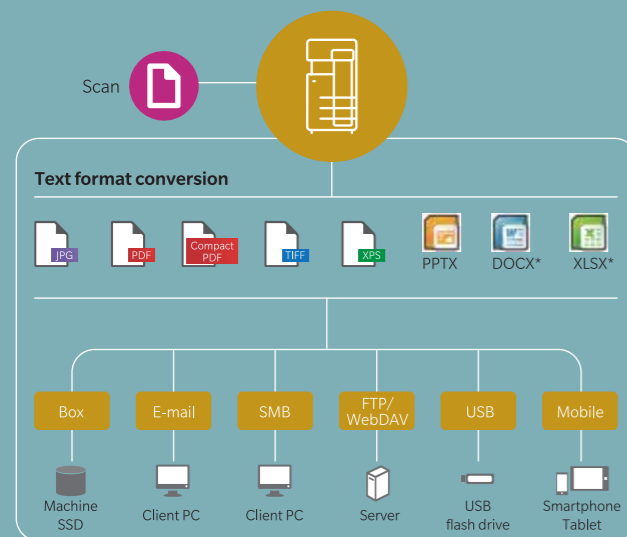 Scan
Text format conversion
JPG
PDF
Compact
PDF
TIFF
XPS
PPTX
DOCX*
XLSX*
Box
E-mail
SMB
FTP/
WebDAV
USB
Mobile
Machine
SSD
Client PC
Client PC
Server
USB
flash drive
Smartphone
Tablet